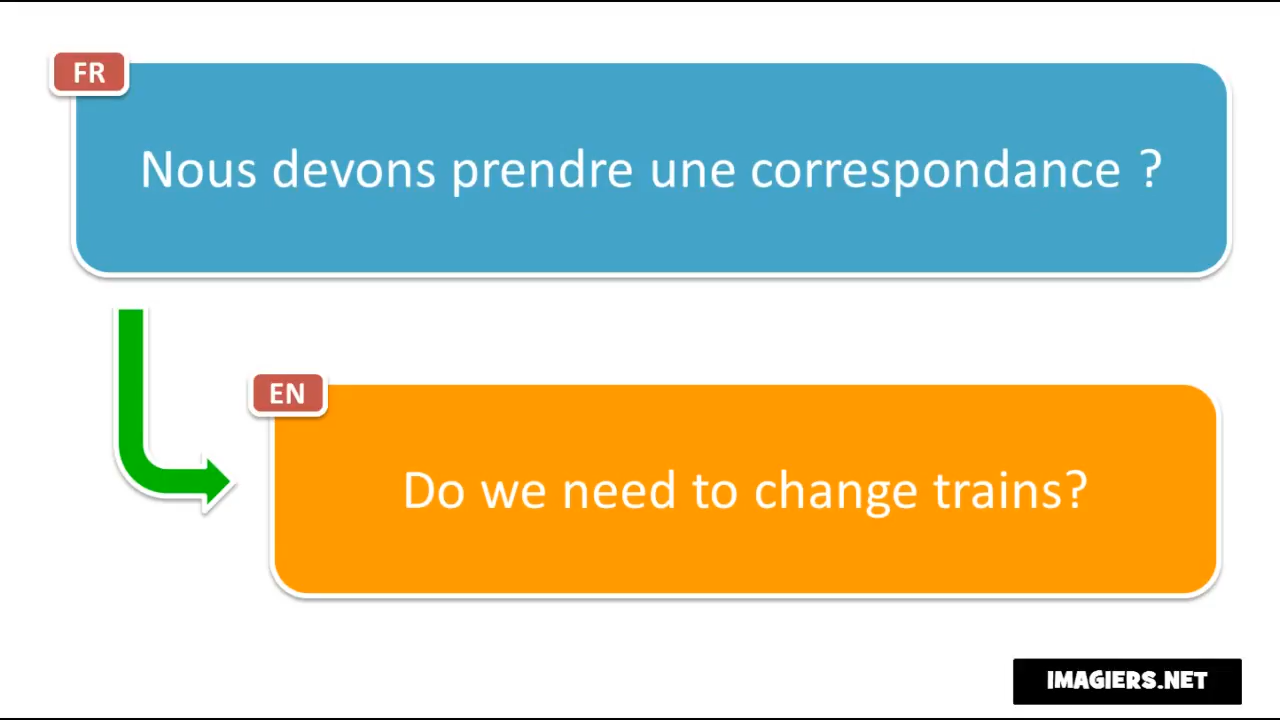 FR
Nous devons prendre une correspondance ?
EN
Do we need to change trains?
IMAGIERS.NET